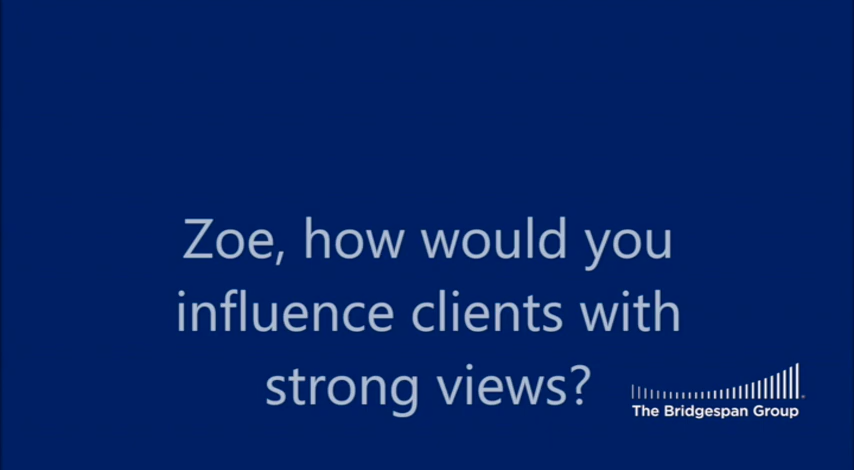 Zoe, how would you
influence clients with
strong views?
The Bridgespan Group